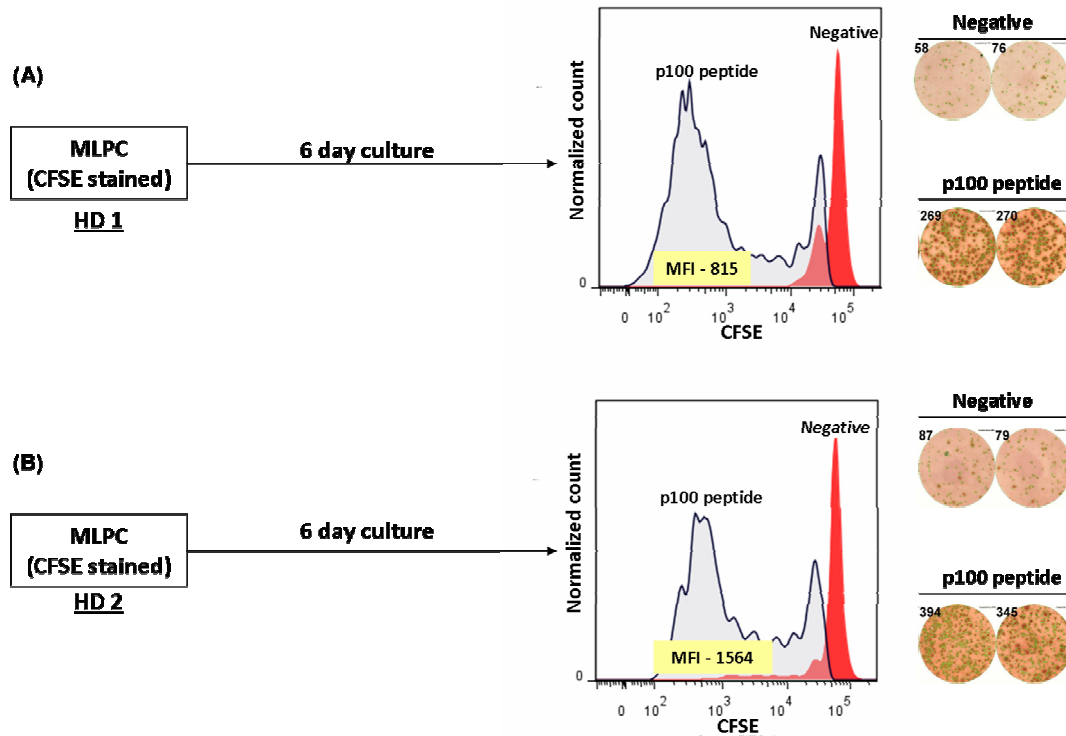 (A)
MLPC
(CFSE stained)
HD 1
6 day culture
Normalized count
0
p100 peptide
Negative
MFI - 815
0 10² 10³ 10⁴ 10⁵
CFSE
Negative
58 76
p100 peptide
269 270
(B)
MLPC
(CFSE stained)
HD 2
6 day culture
Normalized count
0
p100 peptide
Negative
MFI - 1564
0 10² 10³ 10⁴ 10⁵
CFSE
Negative
87 79
p100 peptide
394 345